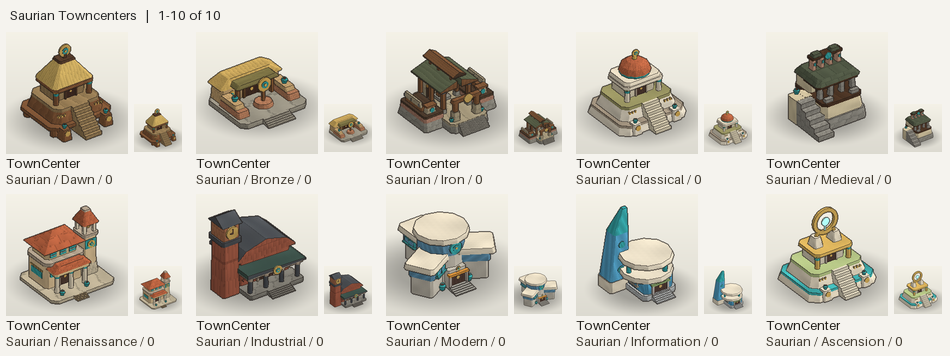 Saurian Towncenters | 1-10 of 10
TownCenter
Saurian / Dawn / 0
TownCenter
Saurian / Bronze / 0
TownCenter
Saurian / Iron / 0
TownCenter
Saurian / Classical / 0
TownCenter
Saurian / Medieval / 0
TownCenter
Saurian / Renaissance / 0
TownCenter
Saurian / Industrial / 0
TownCenter
Saurian / Modern / 0
TownCenter
Saurian / Information / 0
TownCenter
Saurian / Ascension / 0